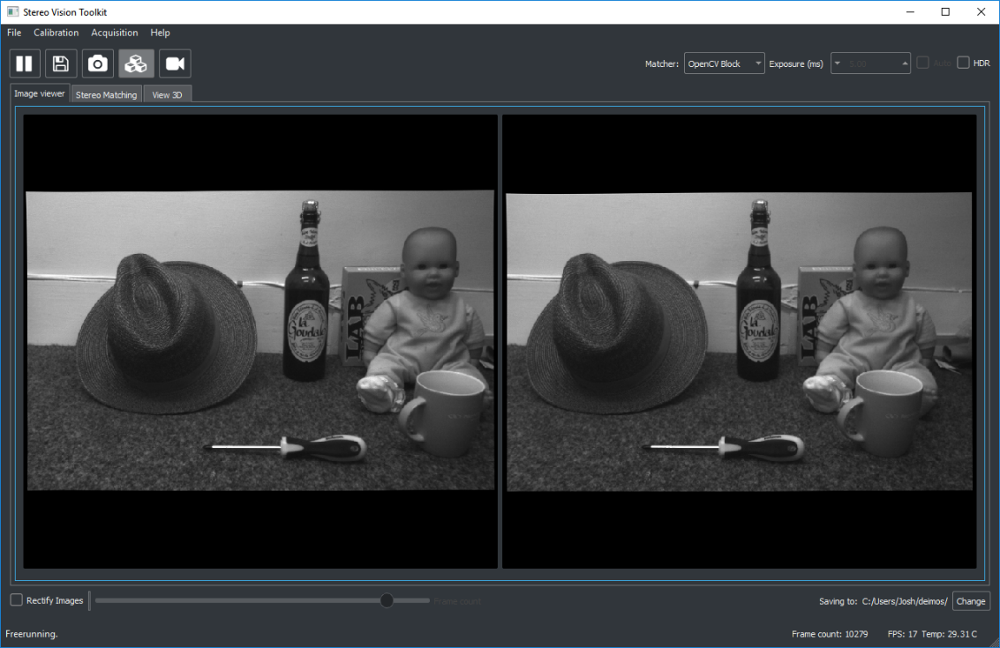 Stereo Vision Toolkit
File Calibration Acquisition Help
Matcher: OpenCV Block Exposure (ms) 5.00 Auto HDR
Image viewer Stereo Matching View 3D
la
Goudale
LAB
la
Goudale
LAB
Rectify Images Frame count Saving to: C:/Users/Josh/deimos/ Change
Freerunning. Frame count: 10279 FPS: 17 Temp: 29.31 C